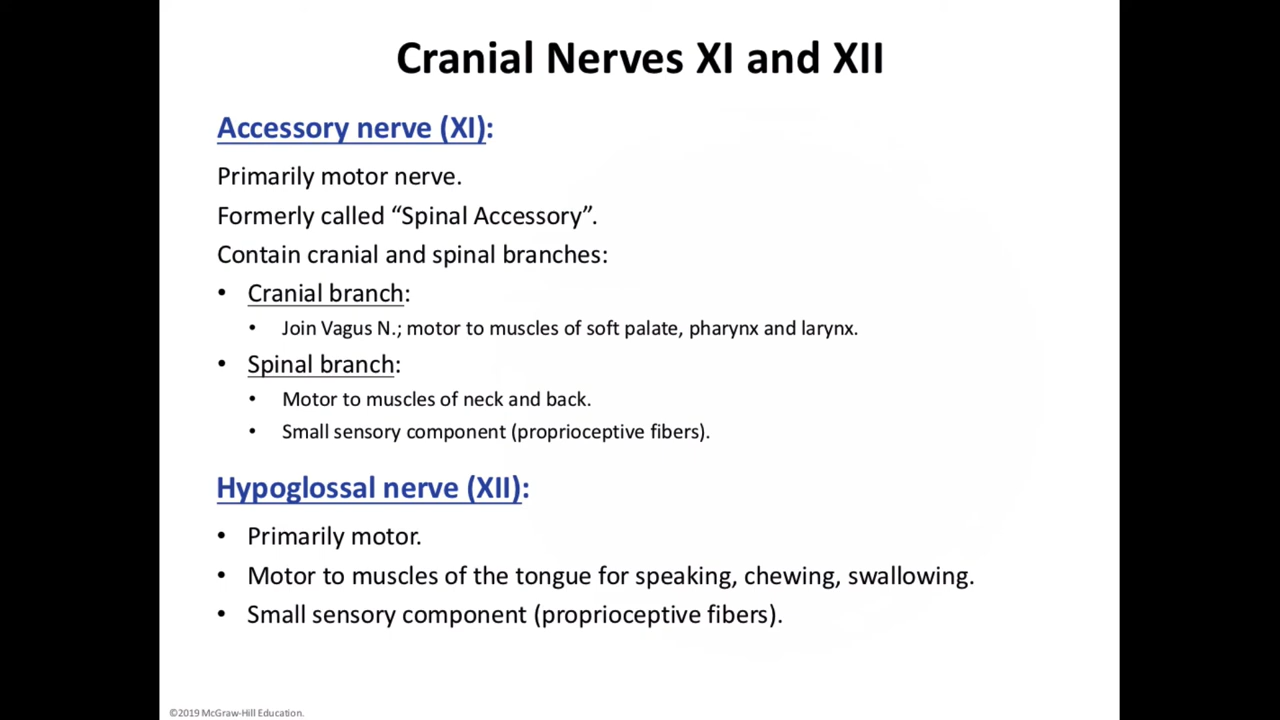 Cranial Nerves XI and XII
Accessory nerve (XI):
Primarily motor nerve.
Formerly called “Spinal Accessory”.
Contain cranial and spinal branches:
• Cranial branch:
• Join Vagus N.; motor to muscles of soft palate, pharynx and larynx.
• Spinal branch:
• Motor to muscles of neck and back.
• Small sensory component (proprioceptive fibers).
Hypoglossal nerve (XII):
• Primarily motor.
• Motor to muscles of the tongue for speaking, chewing, swallowing.
• Small sensory component (proprioceptive fibers).
©2019 McGraw-Hill Education.